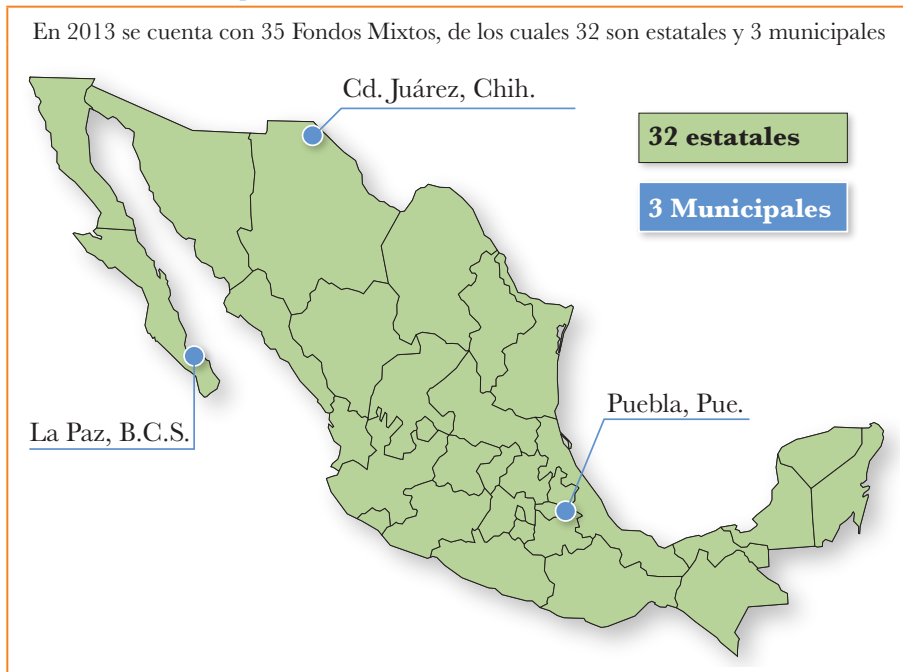 En 2013 se cuenta con 35 Fondos Mixtos, de los cuales 32 son estatales y 3 municipales
Cd. Juárez, Chih.
32 estatales
3 Municipales
Puebla, Pue.
La Paz, B.C.S.